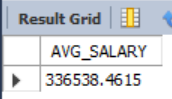 Result Grid
AVG_SALARY
336538.4615